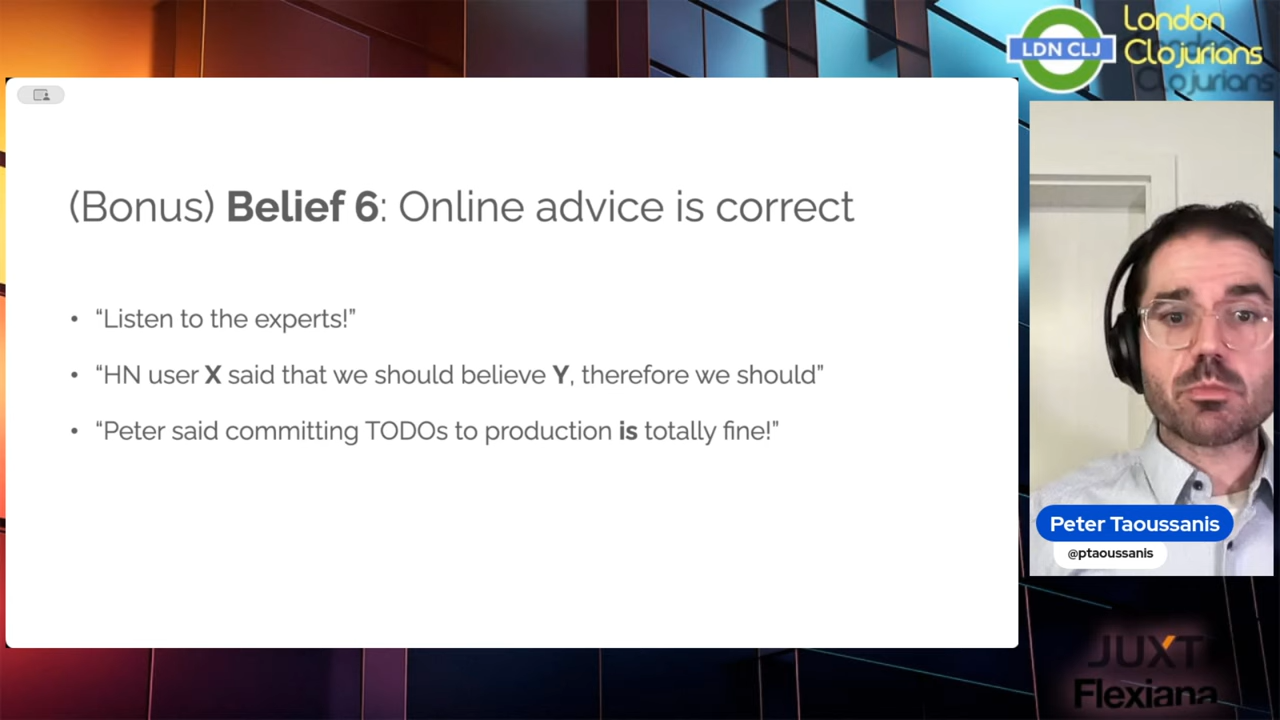 London
Clojurians
LDN CLJ
(Bonus) Belief 6: Online advice is correct
• “Listen to the experts!”
• “HN user X said that we should believe Y, therefore we should”
• “Peter said committing TODOs to production is totally fine!”
Peter Taoussanis
@ptaoussanis
JUXT
Flexiana